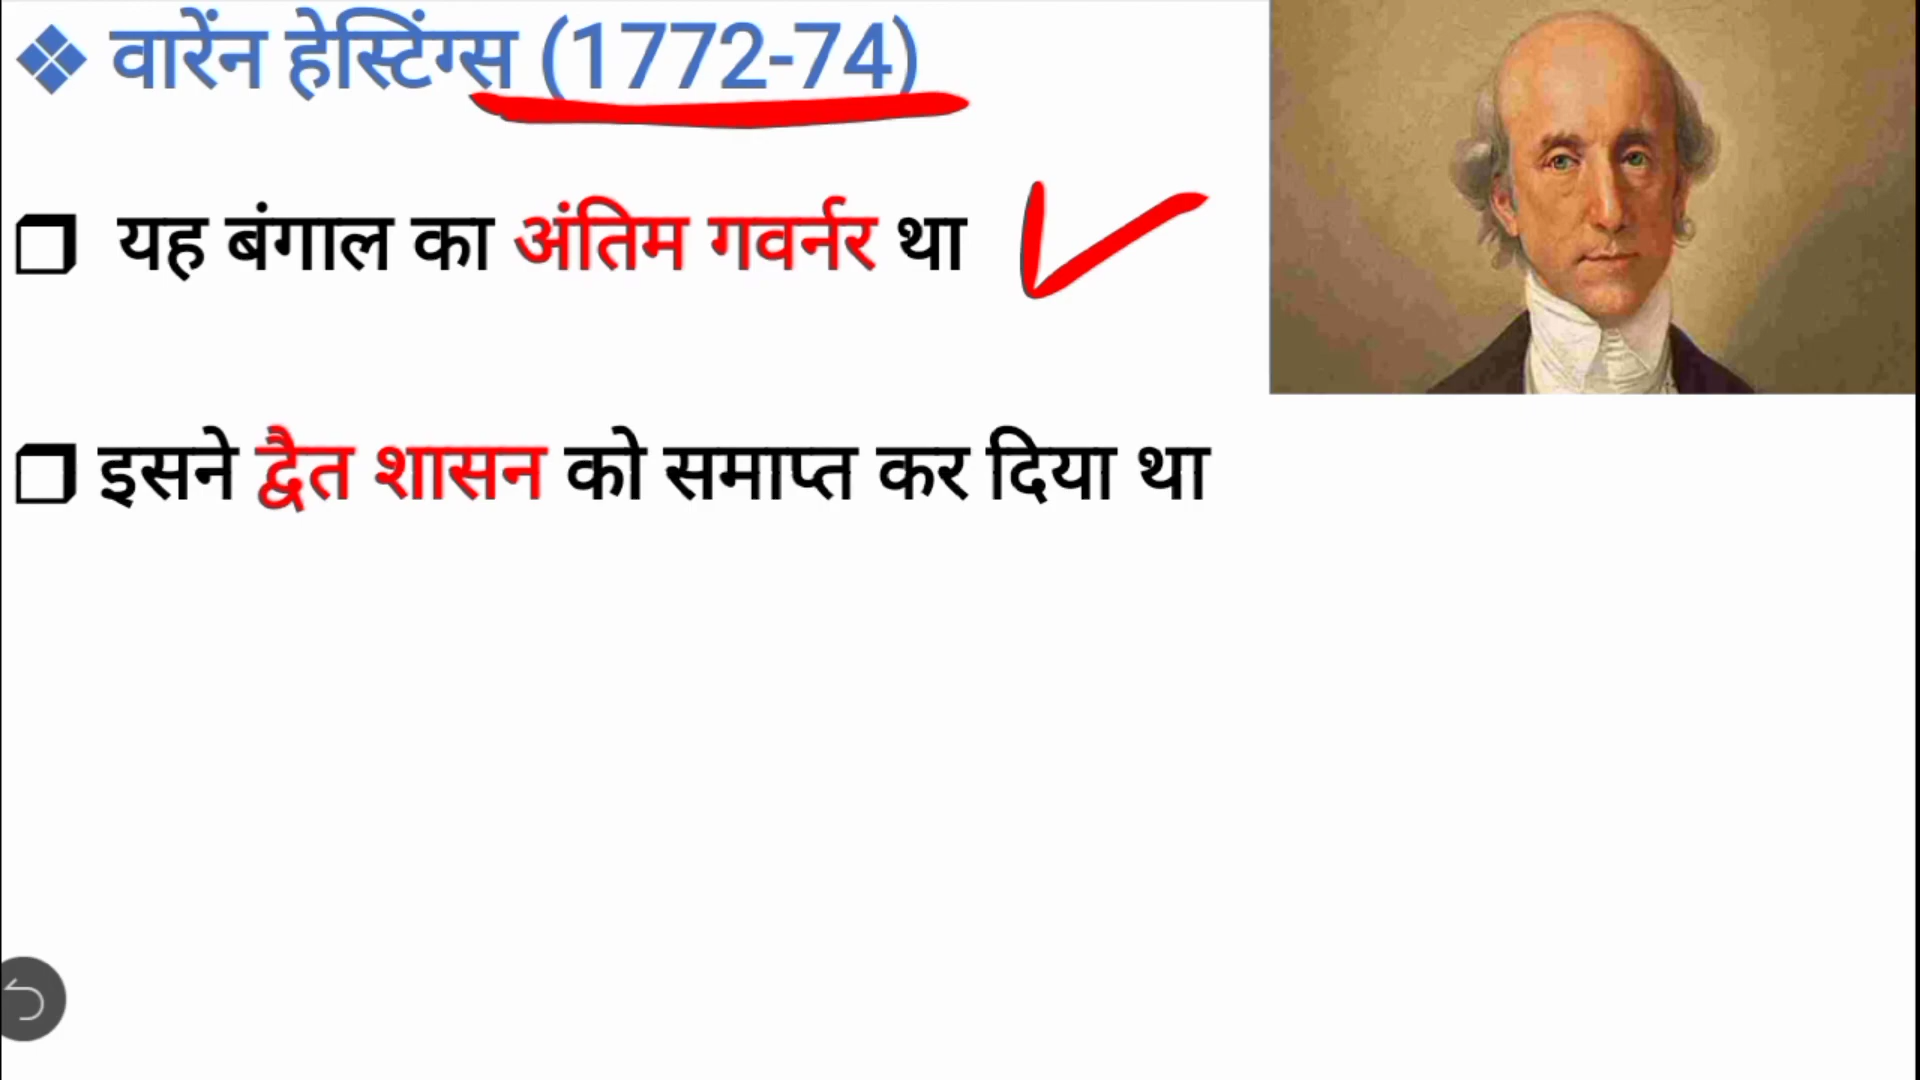 वारेंन हेस्टिंग्स (1772-74)
यह बंगाल का अंतिम गवर्नर था
इसने द्वैत शासन को समाप्त कर दिया था